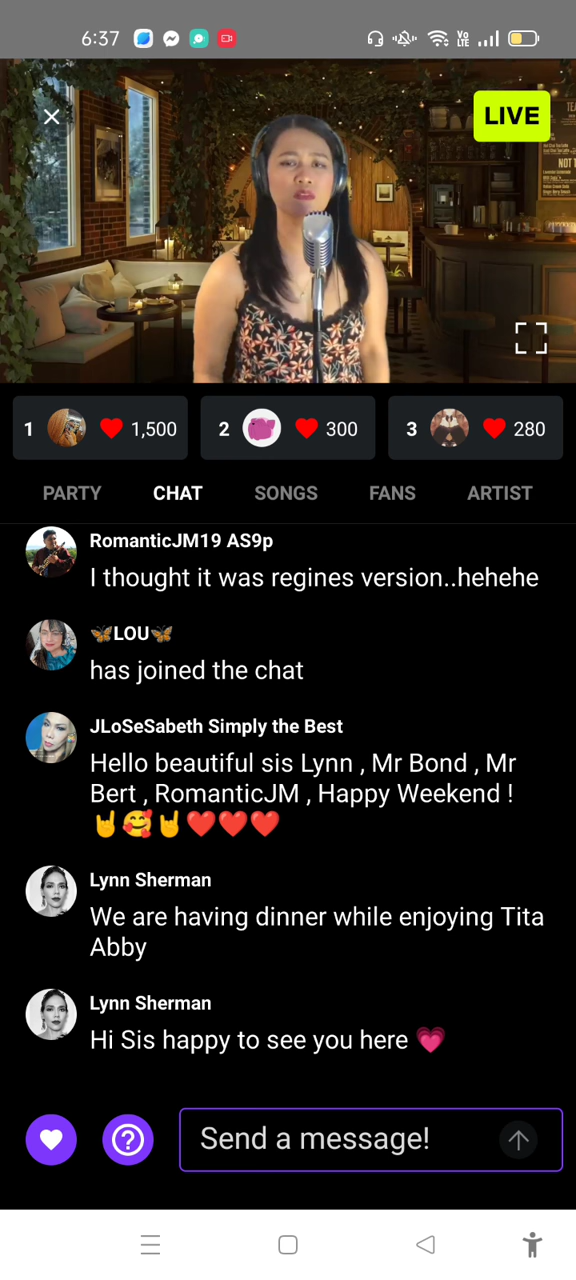 6:37
VO
LTE
LIVE
NOT
1 1,500
2 300
3 280
PARTY CHAT SONGS FANS ARTIST
RomanticJM19 AS9p
I thought it was regines version..hehehe
🦋LOU🦋
has joined the chat
JLoSeSabeth Simply the Best
Hello beautiful sis Lynn , Mr Bond , Mr
Bert , RomanticJM , Happy Weekend !
🤘🥰🤘❤️❤️❤️
Lynn Sherman
We are having dinner while enjoying Tita
Abby
Lynn Sherman
Hi Sis happy to see you here 💗
Send a message!